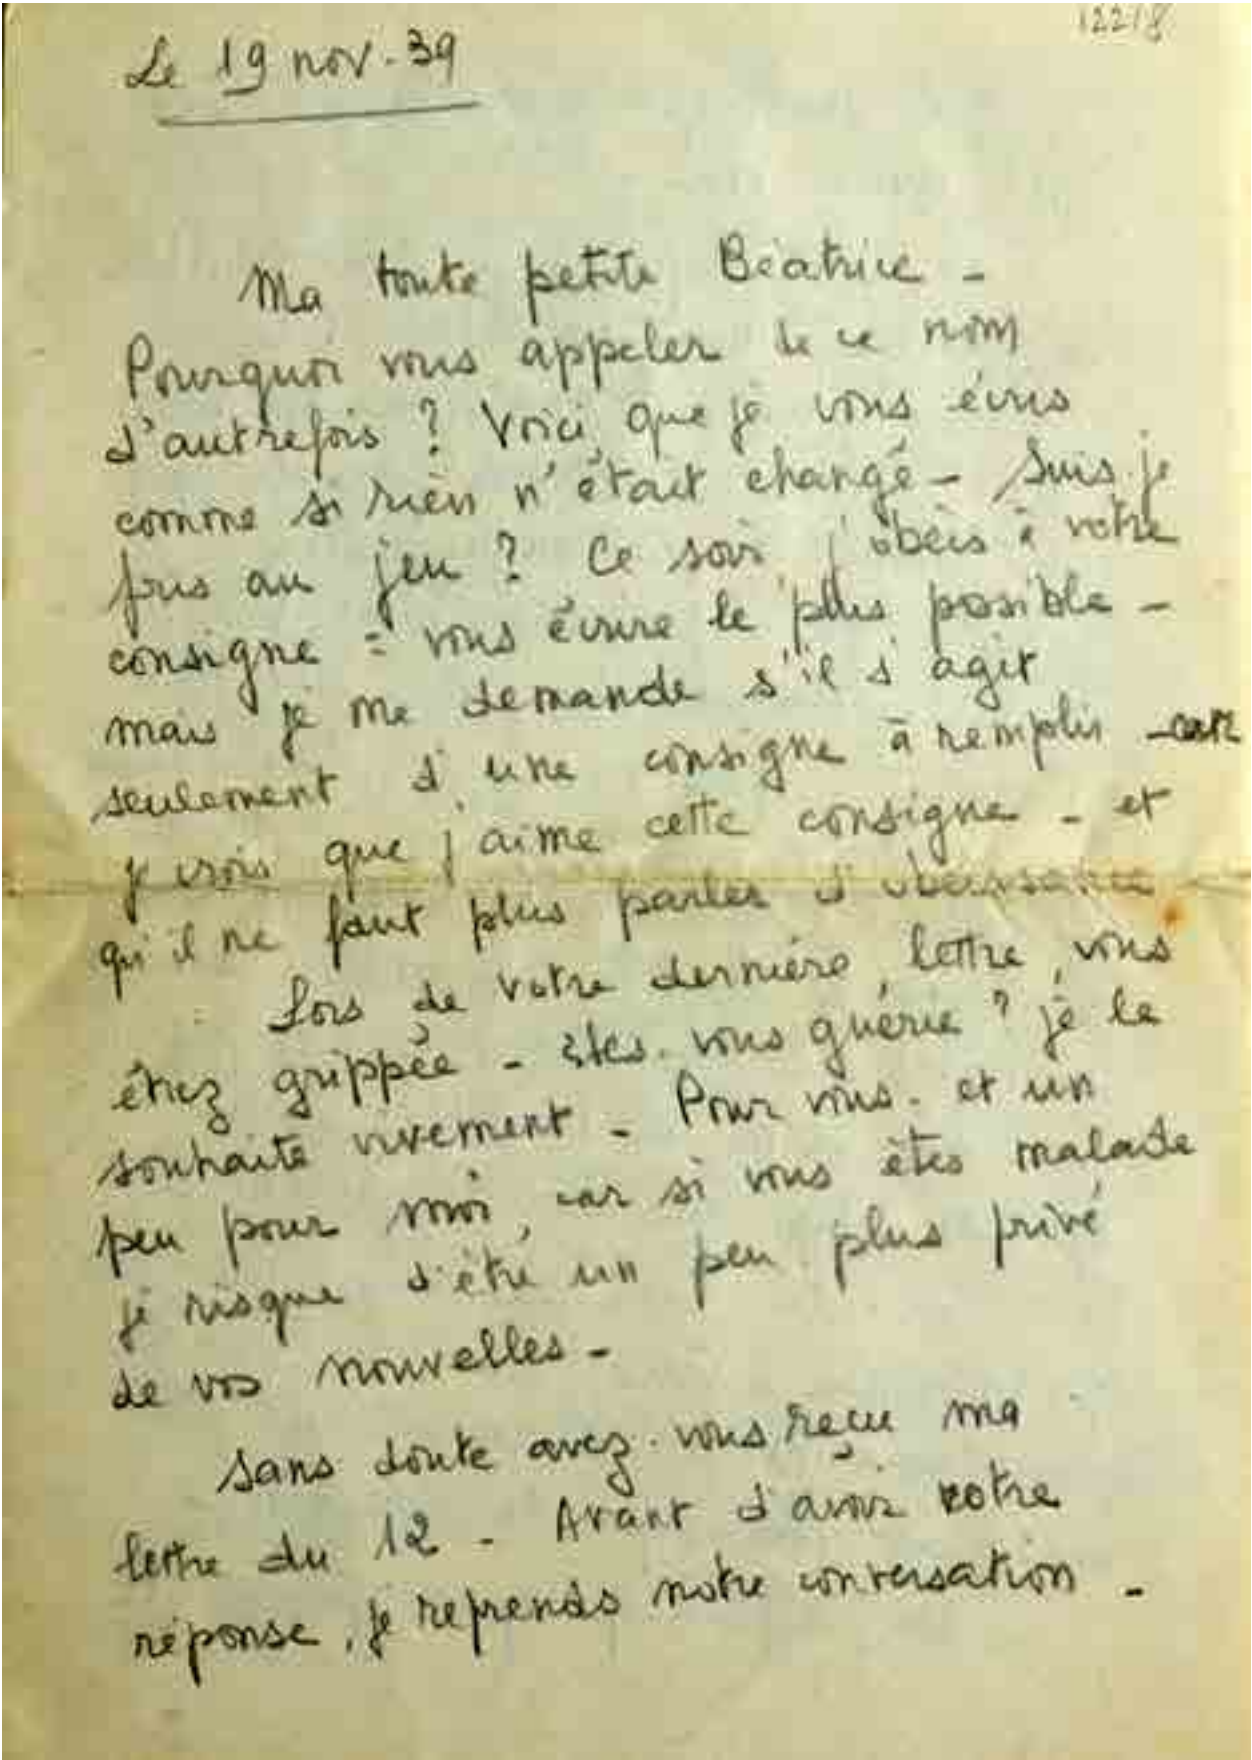 12218
Le 19 nov. 39
Ma toute petite Béatrice -
Pourquoi vous appeler de ce nom
d'autrefois ? Voici que je vous écris
comme si rien n'était changé - Suis-je
pris au jeu ? Ce soir j'obéis à votre
consigne : vous écrire le plus possible -
mais je me demande s'il s'agit
seulement d'une consigne à remplir - car
je crois que j'aime cette consigne - et
qu'il ne faut plus parler d'obéissance -
Lors de votre dernière lettre, vous
étiez grippée - Etes-vous guérie ? je le
souhaite vivement - Pour vous - et un
peu pour moi, car si vous êtes malade
je risque d'être un peu plus privé
de vos nouvelles -
Sans doute avez-vous reçu ma
lettre du 12 - Avant d'avoir votre
réponse, je reprends notre conversation -